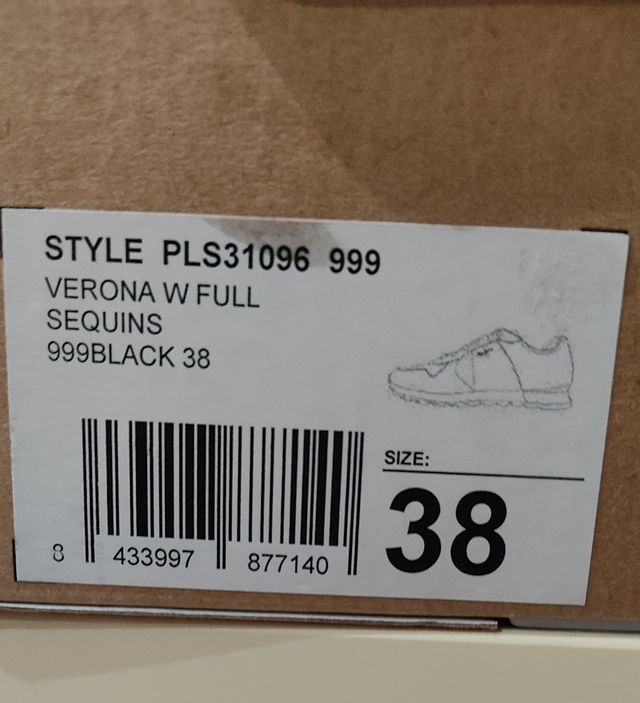 STYLE PLS31096 999
VERONA W FULL
SEQUINS
999BLACK 38
SIZE:
38
8 433997 877140